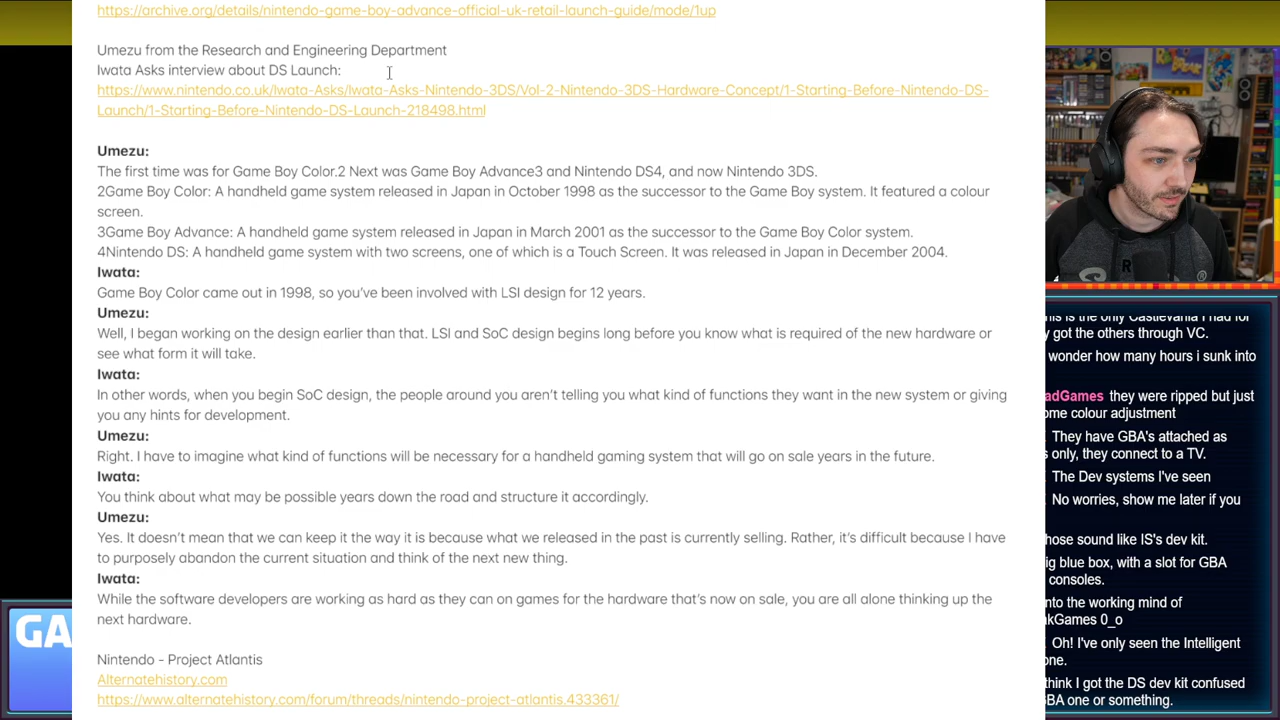 https://archive.org/details/nintendo-game-boy-advance-official-uk-retail-launch-guide/mode/1up
Umezu from the Research and Engineering Department
Iwata Asks interview about DS Launch:
https://www.nintendo.co.uk/Iwata-Asks/Iwata-Asks-Nintendo-3DS/Vol-2-Nintendo-3DS-Hardware-Concept/1-Starting-Before-Nintendo-DS-
Launch/1-Starting-Before-Nintendo-DS-Launch-218498.html
Umezu:
The first time was for Game Boy Color.2 Next was Game Boy Advance3 and Nintendo DS4, and now Nintendo 3DS.
2Game Boy Color: A handheld game system released in Japan in October 1998 as the successor to the Game Boy system. It featured a colour
screen.
3Game Boy Advance: A handheld game system released in Japan in March 2001 as the successor to the Game Boy Color system.
4Nintendo DS: A handheld game system with two screens, one of which is a Touch Screen. It was released in Japan in December 2004.
Iwata:
Game Boy Color came out in 1998, so you've been involved with LSI design for 12 years.
Umezu:
Well, I began working on the design earlier than that. LSI and SoC design begins long before you know what is required of the new hardware or
see what form it will take.
Iwata:
In other words, when you begin SoC design, the people around you aren't telling you what kind of functions they want in the new system or giving
you any hints for development.
Umezu:
Right. I have to imagine what kind of functions will be necessary for a handheld gaming system that will go on sale years in the future.
Iwata:
You think about what may be possible years down the road and structure it accordingly.
Umezu:
Yes. It doesn't mean that we can keep it the way it is because what we released in the past is currently selling. Rather, it's difficult because I have
to purposely abandon the current situation and think of the next new thing.
Iwata:
While the software developers are working as hard as they can on games for the hardware that's now on sale, you are all alone thinking up the
next hardware.
Nintendo - Project Atlantis
Alternatehistory.com
https://www.alternatehistory.com/forum/threads/nintendo-project-atlantis.433361/
GA
his is the only Castlevania I had for
y got the others through VC.
wonder how many hours i sunk into
adGames they were ripped but just
ome colour adjustment
They have GBA's attached as
s only, they connect to a TV.
The Dev systems I've seen
No worries, show me later if you
hose sound like IS's dev kit.
ig blue box, with a slot for GBA
consoles.
nto the working mind of
nkGames 0_o
Oh! I've only seen the Intelligent
one.
think I got the DS dev kit confused
BA one or something.